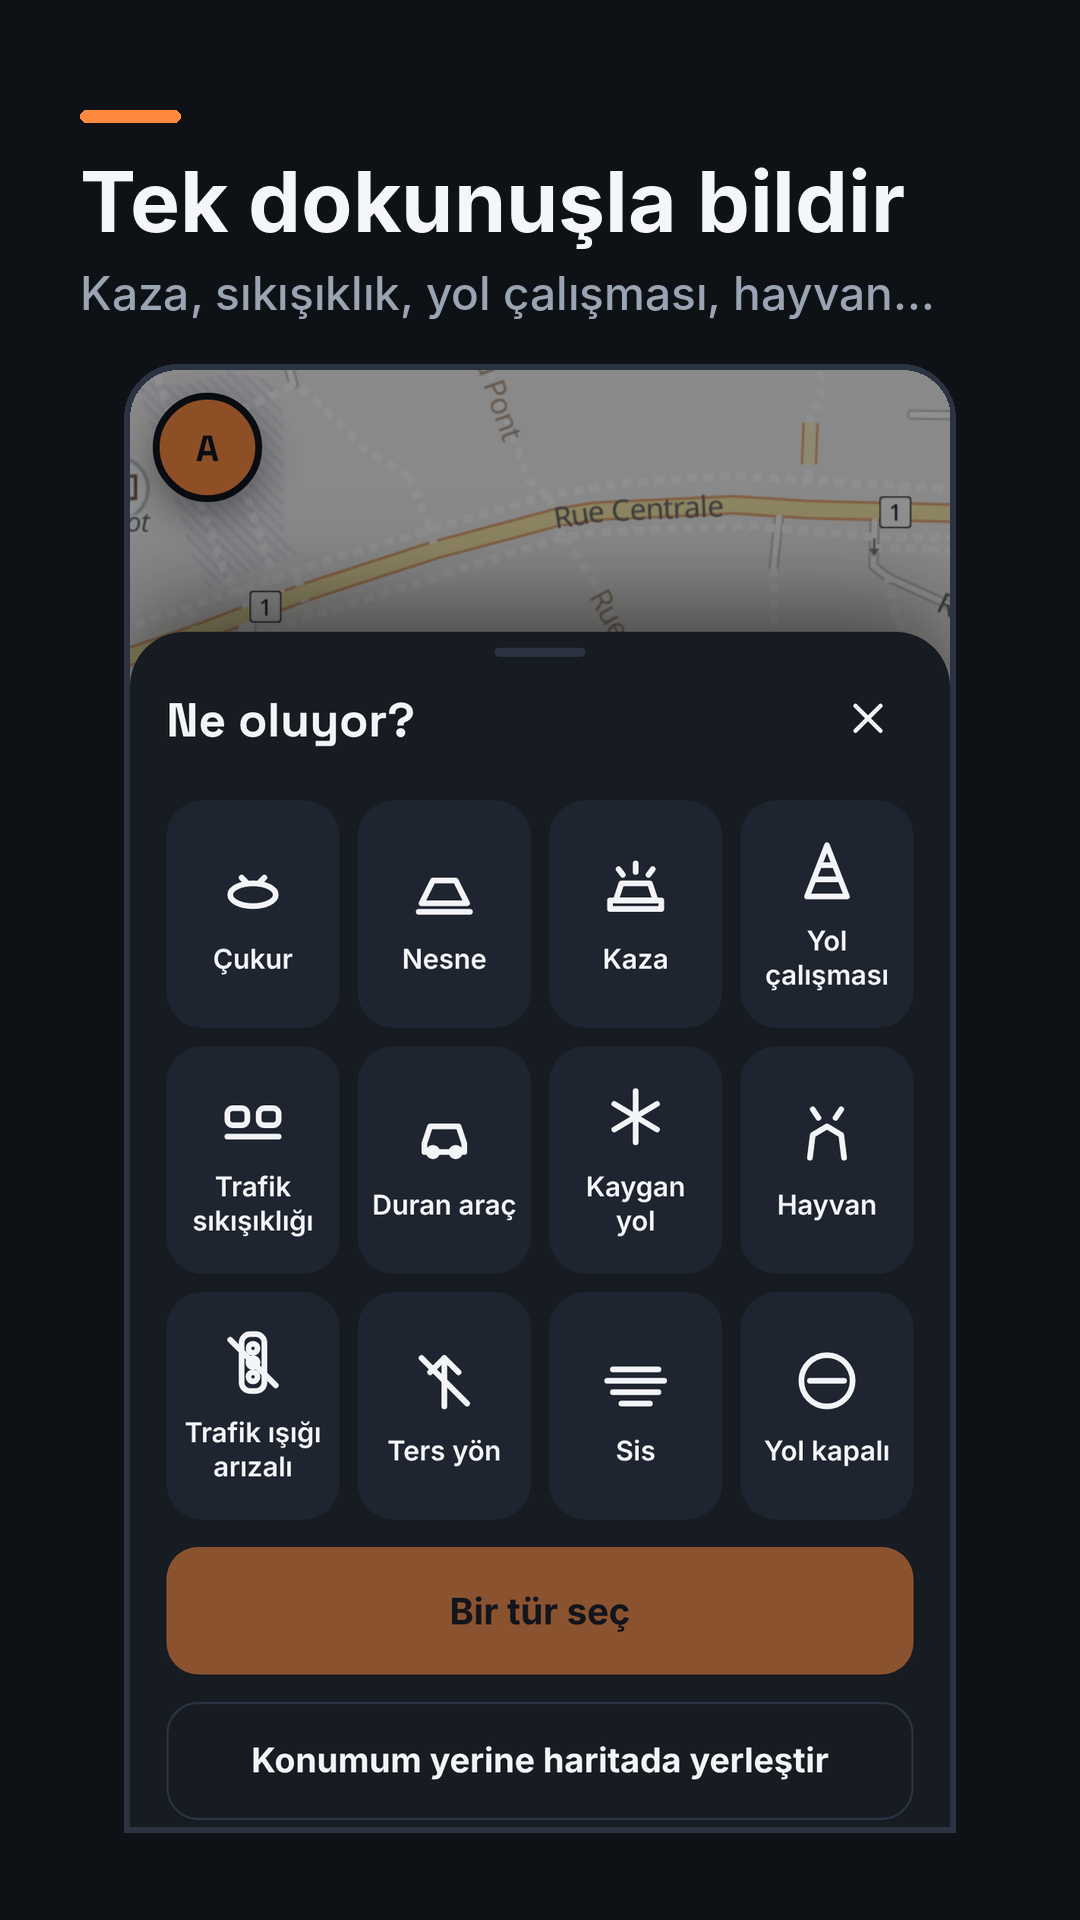 Tek dokunuşla bildir
Kaza, sıkışıklık, yol çalışması, hayvan...
A
Pont
Rue Centrale
1
ot
1
Rue
Ne oluyor?
Çukur
Nesne
Kaza
Yol
çalışması
Trafik
sıkışıklığı
Duran araç
Kaygan
yol
Hayvan
Trafik ışığı
arızalı
Ters yön
Sis
Yol kapalı
Bir tür seç
Konumum yerine haritada yerleştir